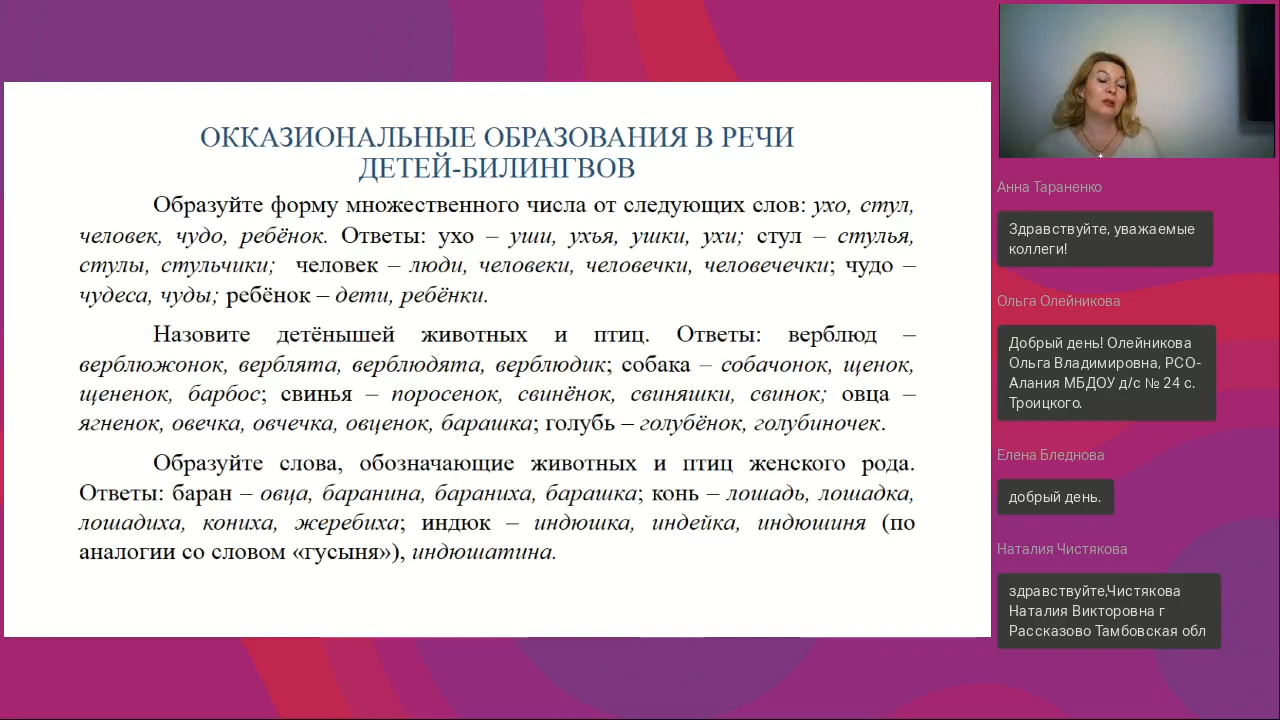 ОККАЗИОНАЛЬНЫЕ ОБРАЗОВАНИЯ В РЕЧИ
ДЕТЕЙ-БИЛИНГВОВ
Образуйте форму множественного числа от следующих слов: ухо, стул,
человек, чудо, ребёнок. Ответы: ухо – уши, ухья, ушки, ухи; стул – стулья,
стулы, стульчики; человек – люди, человеки, человечки, человечечки; чудо –
чудеса, чуды; ребёнок – дети, ребёнки.
Назовите детёнышей животных и птиц. Ответы: верблюд –
верблюжонок, верблята, верблюдята, верблюдик; собака – собачонок, щенок,
щененок, барбос; свинья – поросенок, свинёнок, свиняшки, свинок; овца –
ягненок, овечка, овчечка, овценок, барашка; голубь – голубёнок, голубиночек.
Образуйте слова, обозначающие животных и птиц женского рода.
Ответы: баран – овца, баранина, бараниха, барашка; конь – лошадь, лошадка,
лошадиха, кониха, жеребиха; индюк – индюшка, индейка, индюшиня (по
аналогии со словом «гусыня»), индюшатина.
Анна Тараненко
Здравствуйте, уважаемые
коллеги!
Ольга Олейникова
Добрый день! Олейникова
Ольга Владимировна, РСО-
Алания МБДОУ д/с № 24 с.
Троицкого.
Елена Бледнова
добрый день.
Наталия Чистякова
здравствуйте,Чистякова
Наталия Викторовна г
Рассказово Тамбовская обл